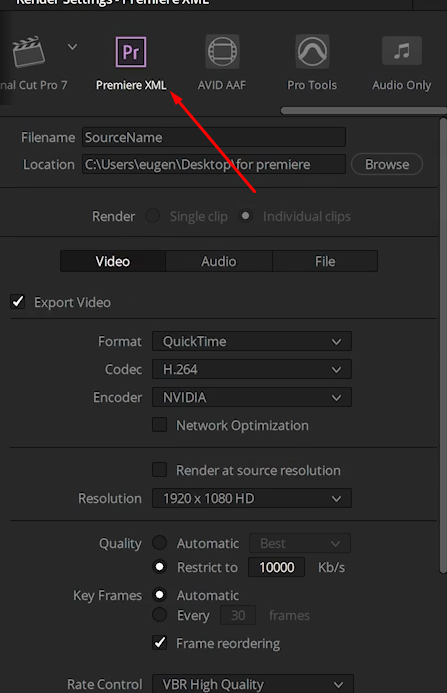 Render Settings - Premiere XML
nal Cut Pro 7
Pr
Premiere XML
AVID AAF
Pro Tools
Audio Only
Filename SourceName
Location C:\Users\eugen\Desktop\for premiere Browse
Render Single clip Individual clips
Video Audio File
Export Video
Format QuickTime
Codec H.264
Encoder NVIDIA
Network Optimization
Render at source resolution
Resolution 1920 x 1080 HD
Quality Automatic Best
Restrict to 10000 Kb/s
Key Frames Automatic
Every 30 frames
Frame reordering
Rate Control VBR High Quality